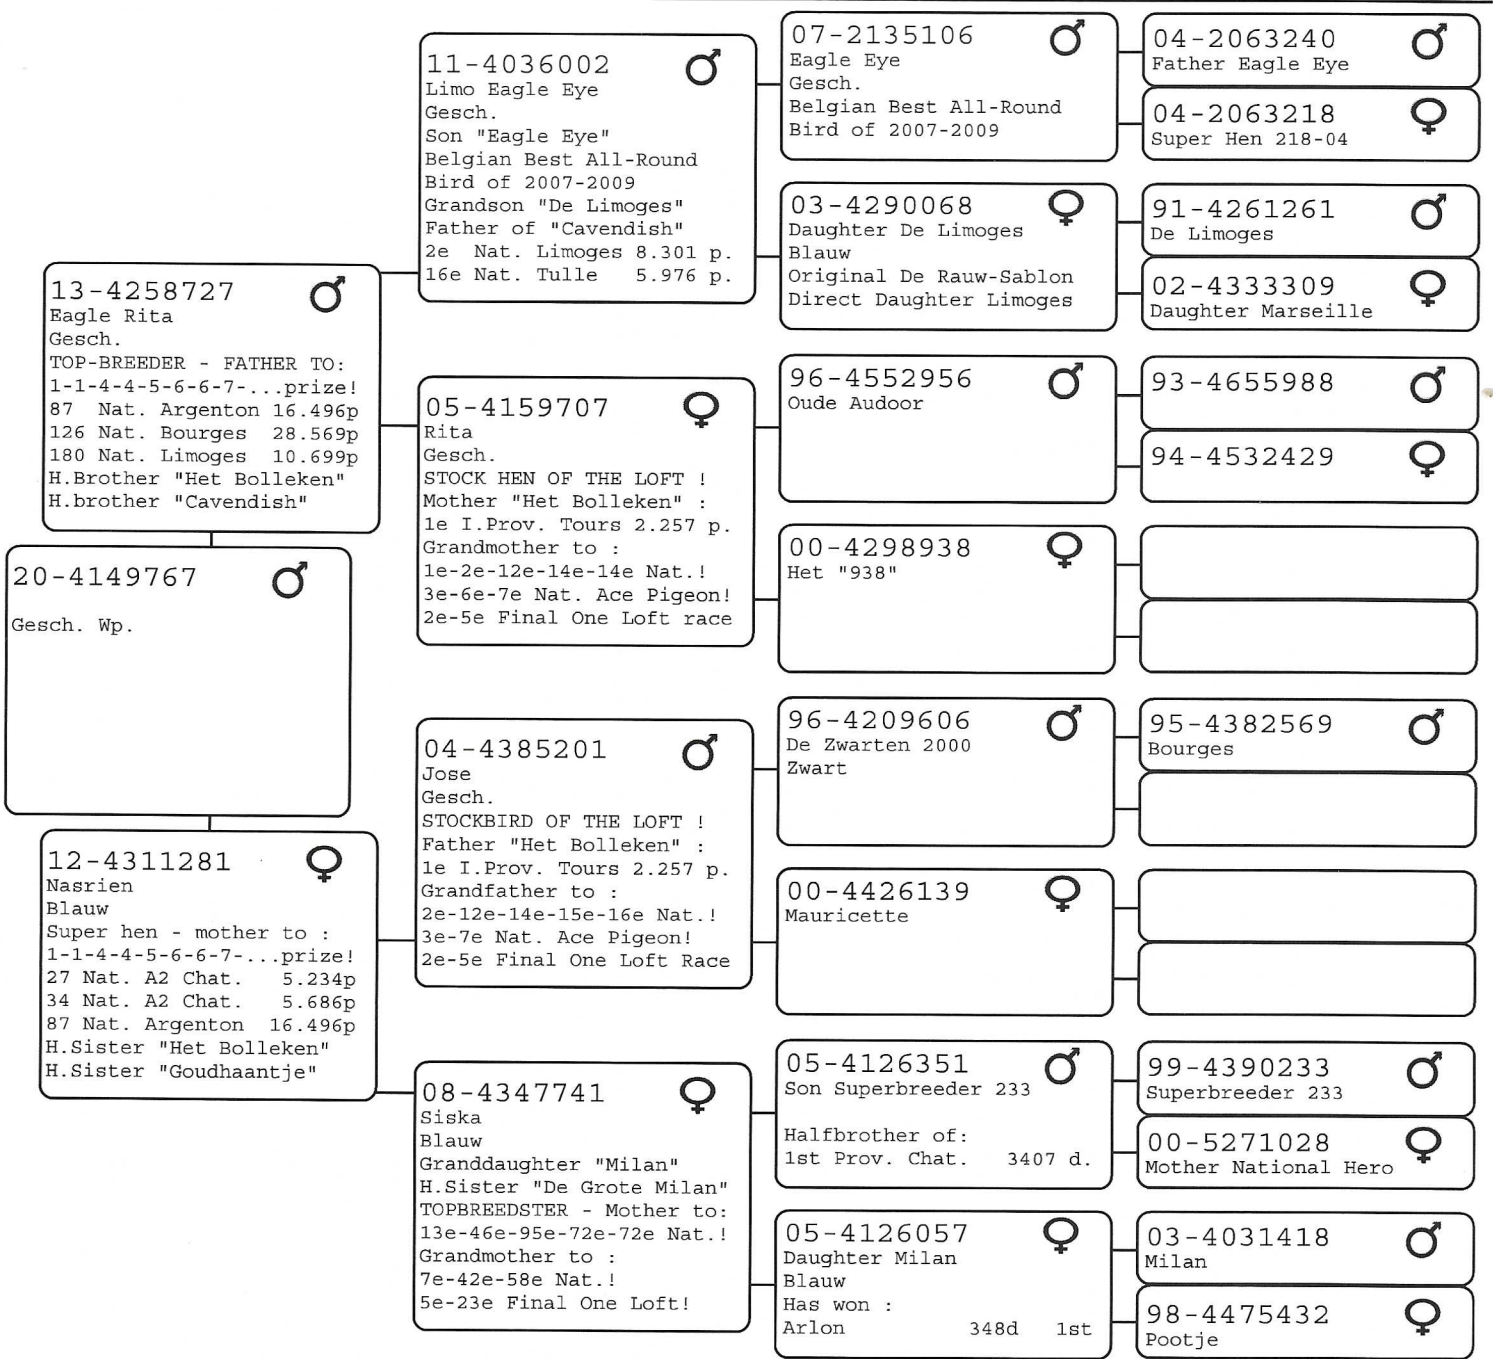 20-4149767 ♂
Gesch. Wp.
13-4258727 ♂
Eagle Rita
Gesch.
TOP-BREEDER - FATHER TO:
1-1-4-4-5-6-6-7-...prize!
87  Nat. Argenton 16.496p
126 Nat. Bourges  28.569p
180 Nat. Limoges  10.699p
H.Brother "Het Bolleken"
H.brother "Cavendish"
12-4311281 ♀
Nasrien
Blauw
Super hen - mother to :
1-1-4-4-5-6-6-7-...prize!
27 Nat. A2 Chat.   5.234p
34 Nat. A2 Chat.   5.686p
87 Nat. Argenton  16.496p
H.Sister "Het Bolleken"
H.Sister "Goudhaantje"
11-4036002 ♂
Limo Eagle Eye
Gesch.
Son "Eagle Eye"
Belgian Best All-Round
Bird of 2007-2009
Grandson "De Limoges"
Father of "Cavendish"
2e  Nat. Limoges 8.301 p.
16e Nat. Tulle   5.976 p.
05-4159707 ♀
Rita
Gesch.
STOCK HEN OF THE LOFT !
Mother "Het Bolleken" :
1e I.Prov. Tours 2.257 p.
Grandmother to :
1e-2e-12e-14e-14e Nat.!
3e-6e-7e Nat. Ace Pigeon!
2e-5e Final One Loft race
04-4385201 ♂
Jose
Gesch.
STOCKBIRD OF THE LOFT !
Father "Het Bolleken" :
1e I.Prov. Tours 2.257 p.
Grandfather to :
2e-12e-14e-15e-16e Nat.!
3e-7e Nat. Ace Pigeon!
2e-5e Final One Loft Race
08-4347741 ♀
Siska
Blauw
Granddaughter "Milan"
H.Sister "De Grote Milan"
TOPBREEDSTER - Mother to:
13e-46e-95e-72e-72e Nat.!
Grandmother to :
7e-42e-58e Nat.!
5e-23e Final One Loft!
07-2135106 ♂
Eagle Eye
Gesch.
Belgian Best All-Round
Bird of 2007-2009
03-4290068 ♀
Daughter De Limoges
Blauw
Original De Rauw-Sablon
Direct Daughter Limoges
96-4552956 ♂
Oude Audoor
00-4298938 ♀
Het "938"
96-4209606 ♂
De Zwarten 2000
Zwart
00-4426139 ♀
Mauricette
05-4126351 ♂
Son Superbreeder 233
Halfbrother of:
1st Prov. Chat.   3407 d.
05-4126057 ♀
Daughter Milan
Blauw
Has won :
Arlon          348d   1st
04-2063240 ♂
Father Eagle Eye
04-2063218 ♀
Super Hen 218-04
91-4261261 ♂
De Limoges
02-4333309 ♀
Daughter Marseille
93-4655988 ♂
94-4532429 ♀
95-4382569 ♂
Bourges
99-4390233 ♂
Superbreeder 233
00-5271028 ♀
Mother National Hero
03-4031418 ♂
Milan
98-4475432 ♀
Pootje